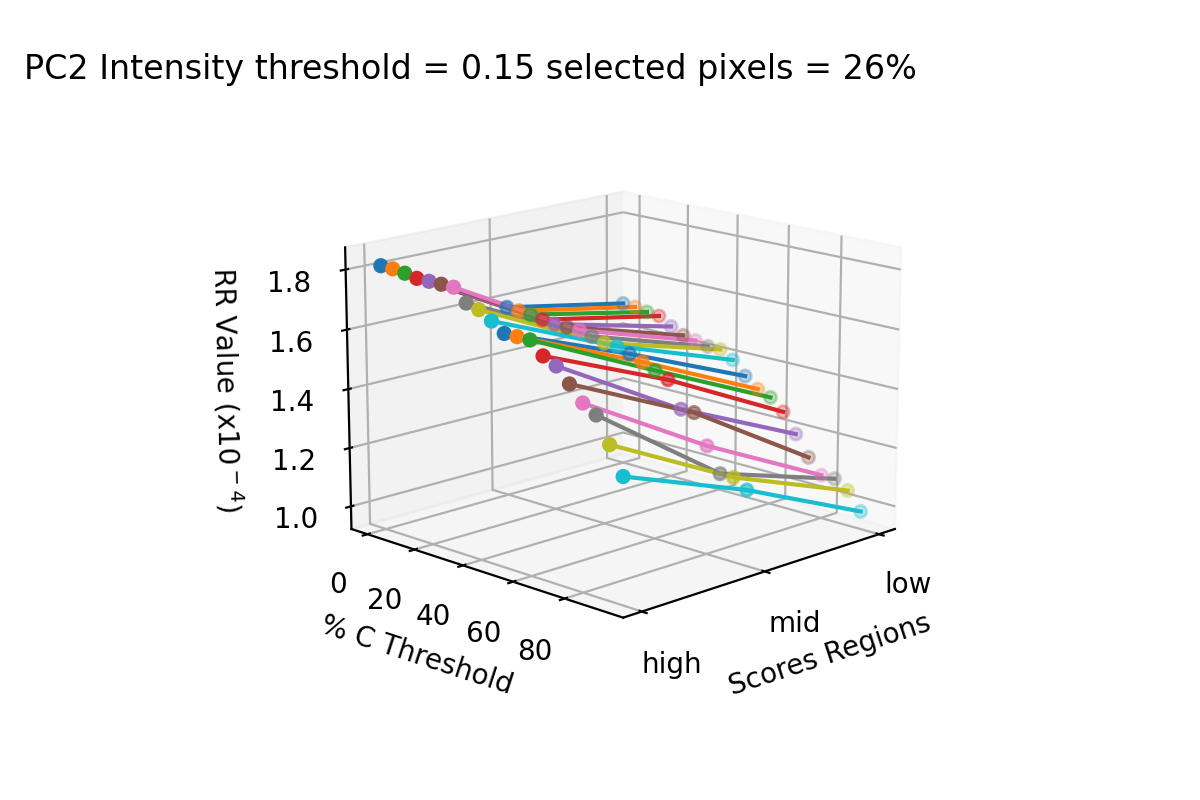 PC2 Intensity threshold = 0.15 selected pixels = 26%
RR Value (x10⁻⁴)
1.8
1.6
1.4
1.2
1.0
0
20
40
60
80
% C Threshold
high
mid
low
Scores Regions